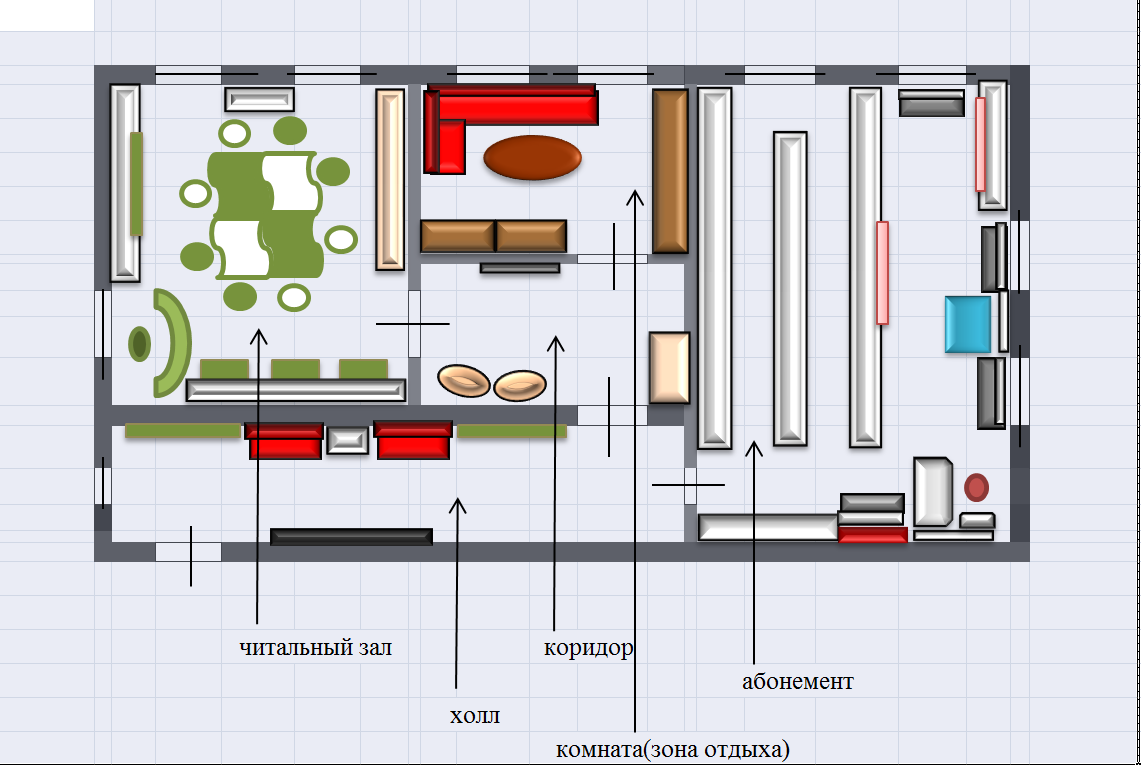 читальный зал
коридор
абонемент
холл
комната(зона отдыха)